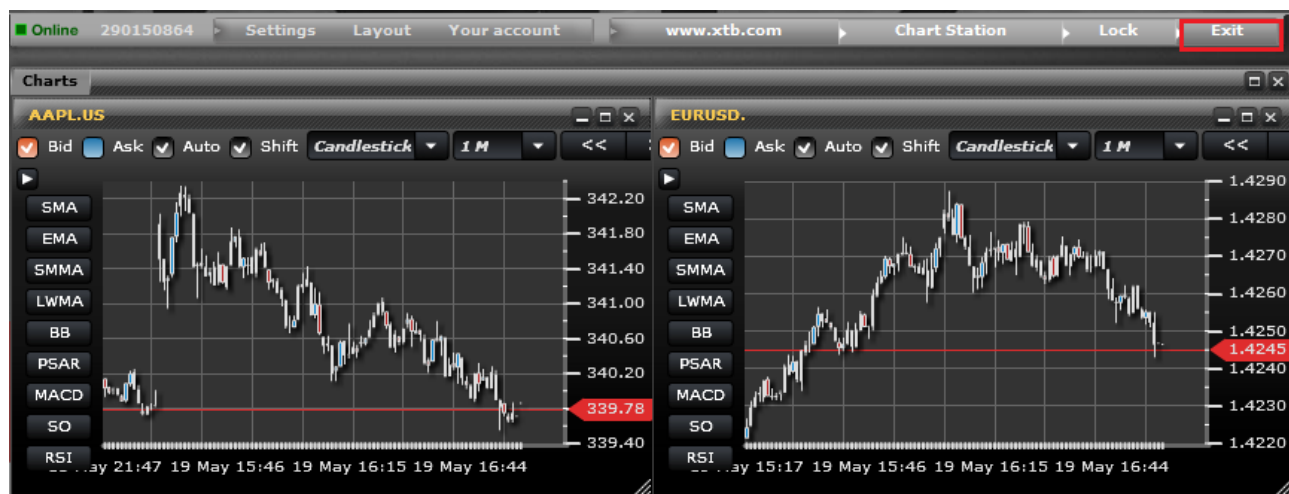 Online 290150864 Settings Layout Your account www.xtb.com Chart Station Lock Exit
Charts
AAPL.US
Bid Ask Auto Shift Candlestick 1 M <<
SMA
EMA
SMMA
LWMA
BB
PSAR
MACD
SO
RSI
342.20
341.80
341.40
341.00
340.60
340.20
339.78
339.40
21:47 19 May 15:46 19 May 16:15 19 May 16:44
EURUSD.
Bid Ask Auto Shift Candlestick 1 M <<
SMA
EMA
SMMA
LWMA
BB
PSAR
MACD
SO
RSI
1.4290
1.4280
1.4270
1.4260
1.4250
1.4245
1.4240
1.4230
1.4220
15:17 19 May 15:46 19 May 16:15 19 May 16:44